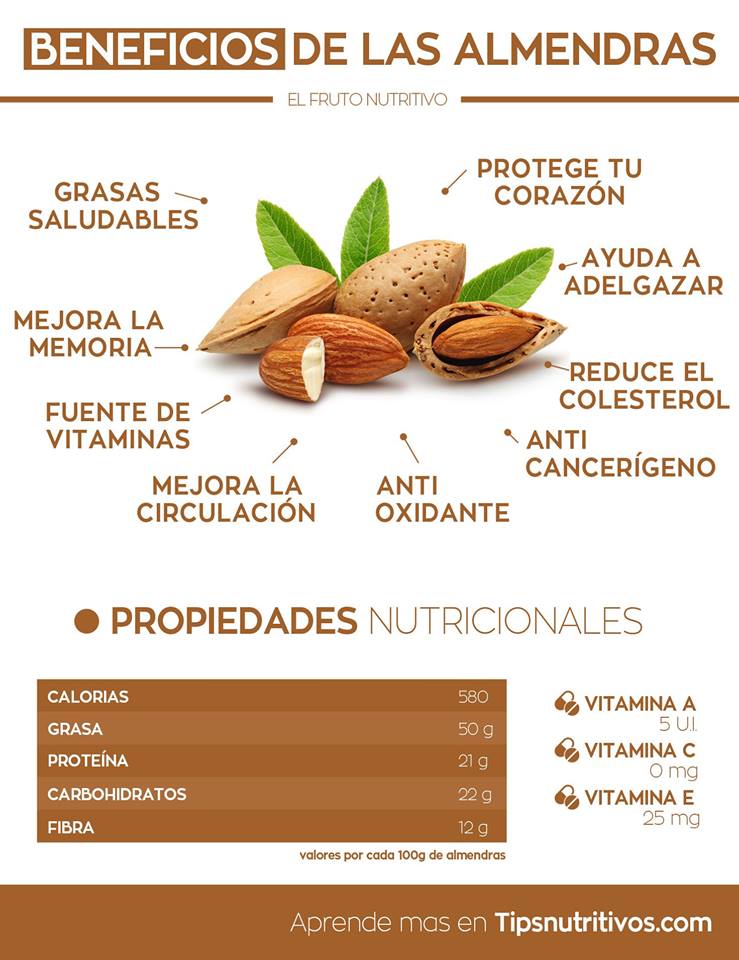 BENEFICIOS DE LAS ALMENDRAS
EL FRUTO NUTRITIVO
GRASAS
SALUDABLES
PROTEGE TU
CORAZÓN
AYUDA A
ADELGAZAR
MEJORA LA
MEMORIA
REDUCE EL
COLESTEROL
FUENTE DE
VITAMINAS
ANTI
CANCERÍGENO
MEJORA LA
CIRCULACIÓN
ANTI
OXIDANTE
PROPIEDADES NUTRICIONALES
CALORIAS 580
GRASA 50 g
PROTEÍNA 21 g
CARBOHIDRATOS 22 g
FIBRA 12 g
valores por cada 100g de almendras
VITAMINA A
5 U.I.
VITAMINA C
0 mg
VITAMINA E
25 mg
Aprende mas en Tipsnutritivos.com